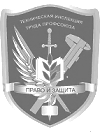 ТЕХНИЧЕСКАЯ ИНСПЕКЦИЯ
ТРУДА ПРОФСОЮЗА
ПРАВО И ЗАЩИТА